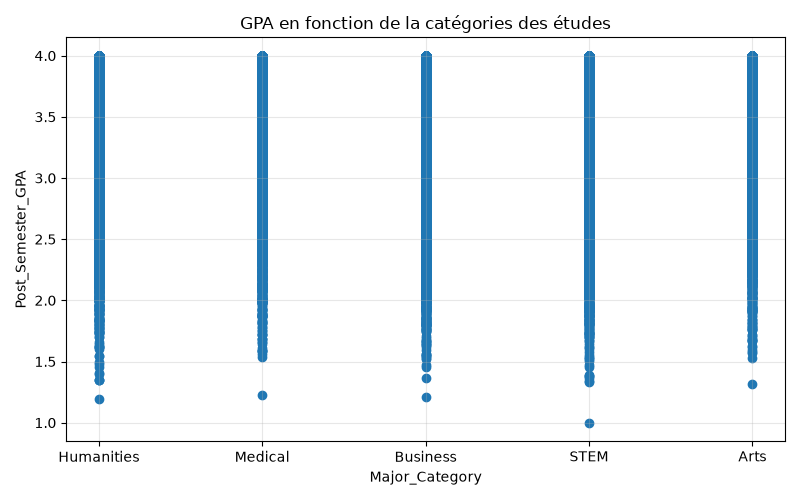 GPA en fonction de la catégories des études
Post_Semester_GPA
4.0
3.5
3.0
2.5
2.0
1.5
1.0
Humanities Medical Business STEM Arts
Major_Category